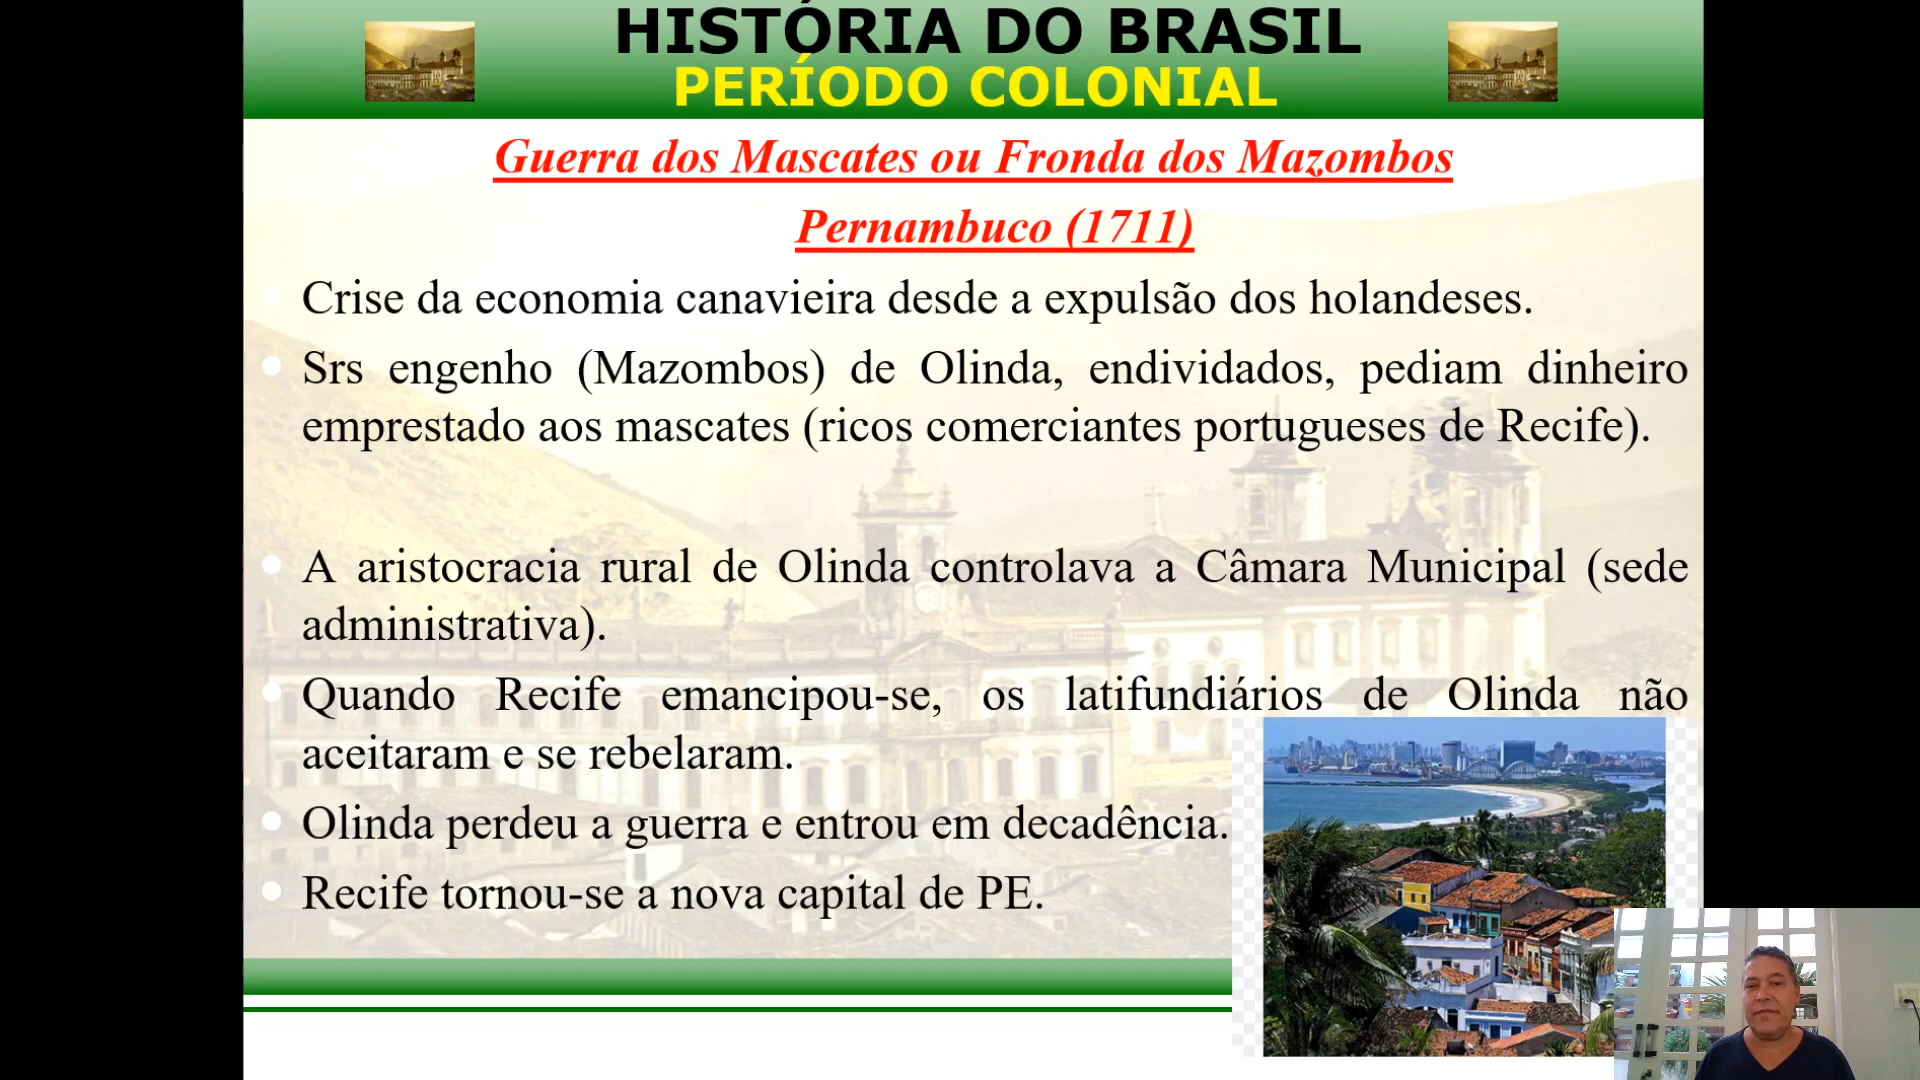 HISTÓRIA DO BRASIL
PERÍODO COLONIAL
Guerra dos Mascates ou Fronda dos Mazombos
Pernambuco (1711)
Crise da economia canavieira desde a expulsão dos holandeses.
Srs engenho (Mazombos) de Olinda, endividados, pediam dinheiro
emprestado aos mascates (ricos comerciantes portugueses de Recife).
A aristocracia rural de Olinda controlava a Câmara Municipal (sede
administrativa).
Quando Recife emancipou-se, os latifundiários de Olinda não
aceitaram e se rebelaram.
Olinda perdeu a guerra e entrou em decadência.
Recife tornou-se a nova capital de PE.